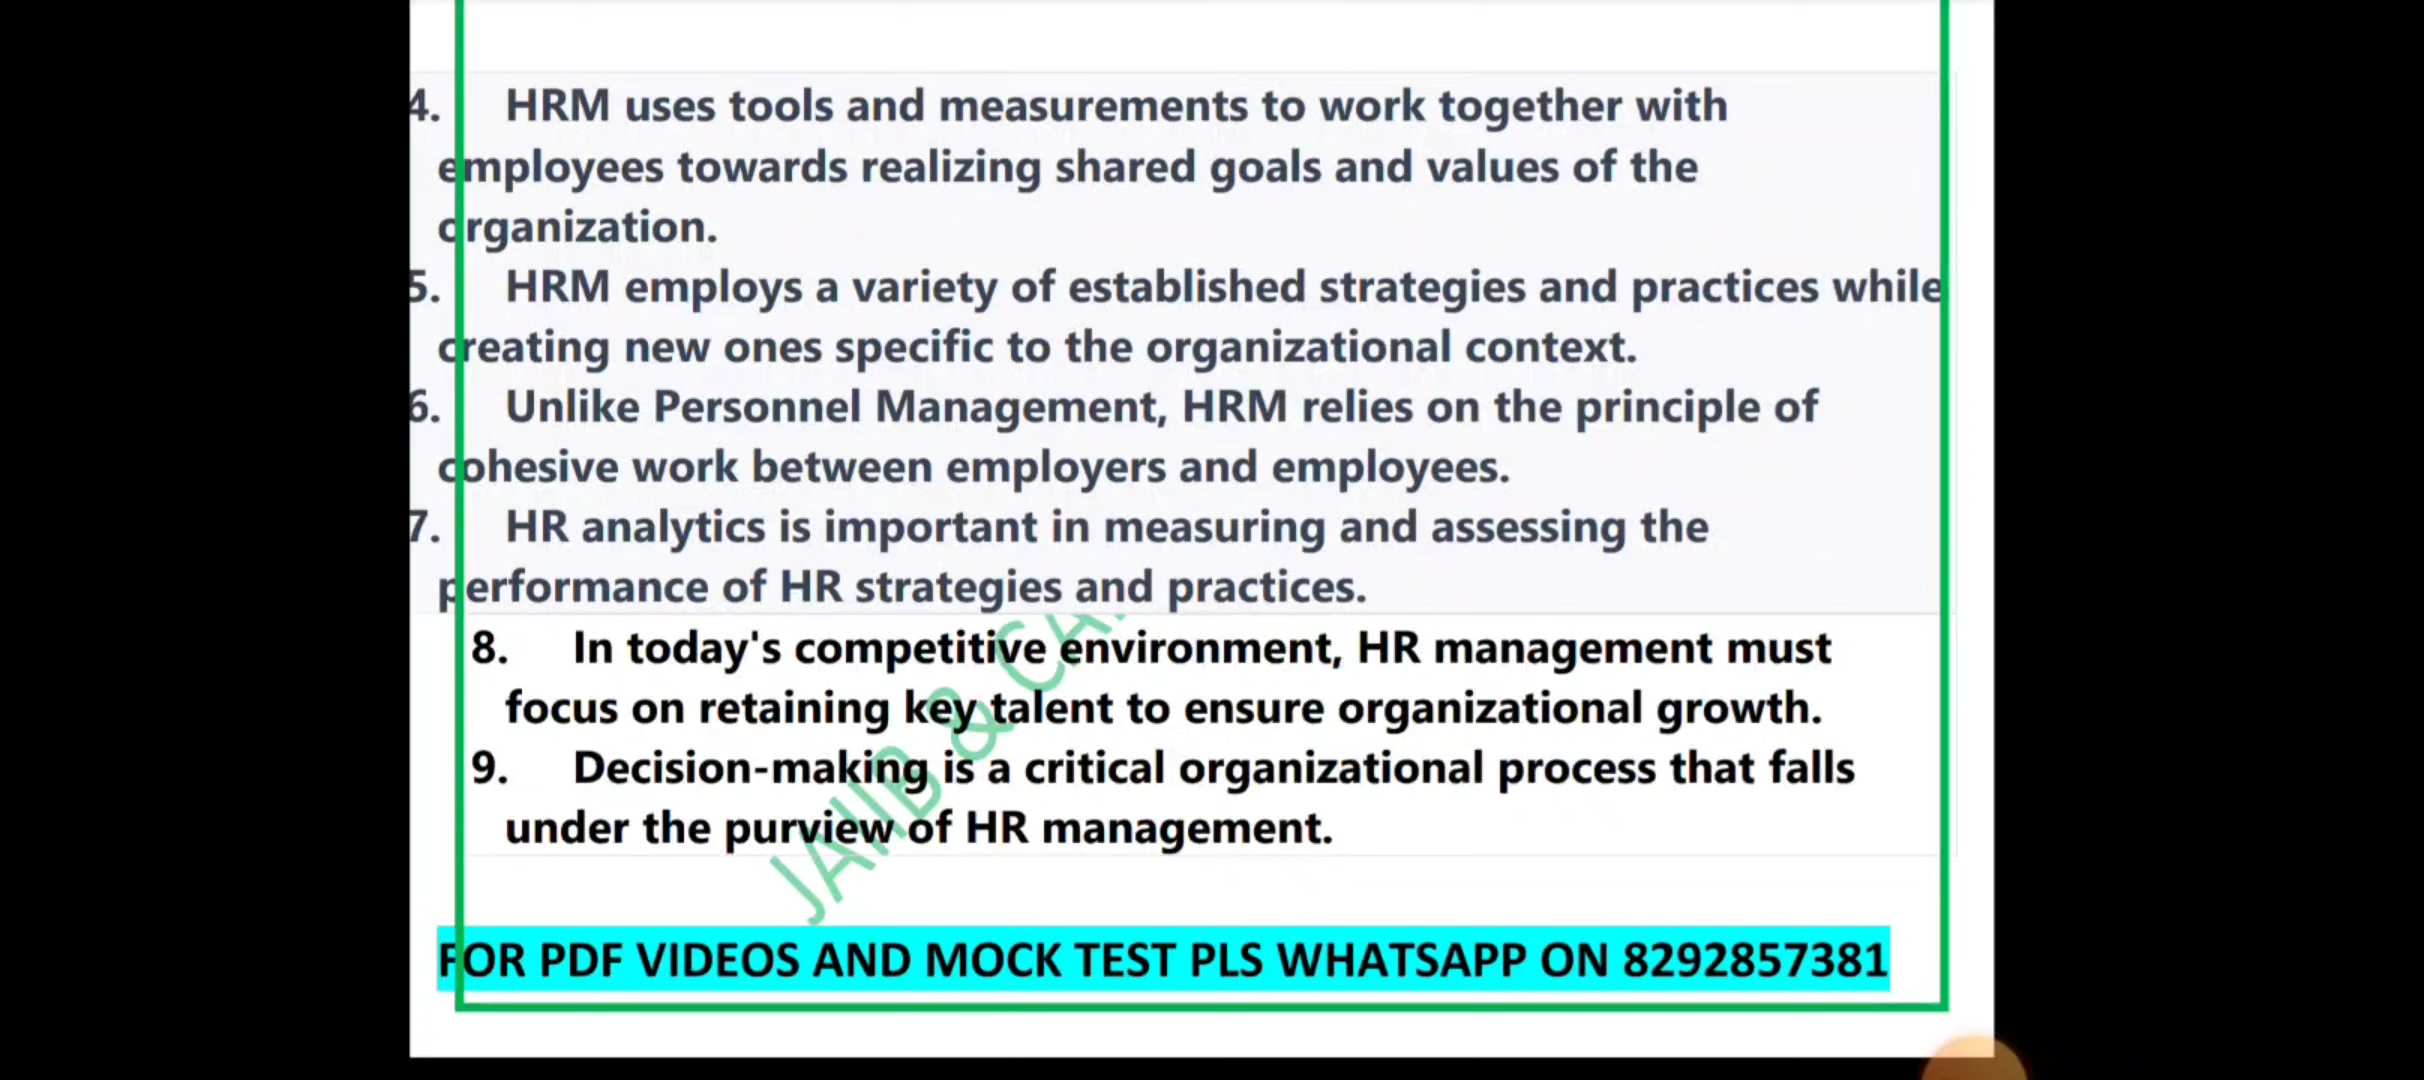 4. HRM uses tools and measurements to work together with
employees towards realizing shared goals and values of the
organization.
5. HRM employs a variety of established strategies and practices while
creating new ones specific to the organizational context.
6. Unlike Personnel Management, HRM relies on the principle of
cohesive work between employers and employees.
7. HR analytics is important in measuring and assessing the
performance of HR strategies and practices.
8. In today's competitive environment, HR management must
focus on retaining key talent to ensure organizational growth.
9. Decision-making is a critical organizational process that falls
under the purview of HR management.
JAIIB &
FOR PDF VIDEOS AND MOCK TEST PLS WHATSAPP ON 8292857381